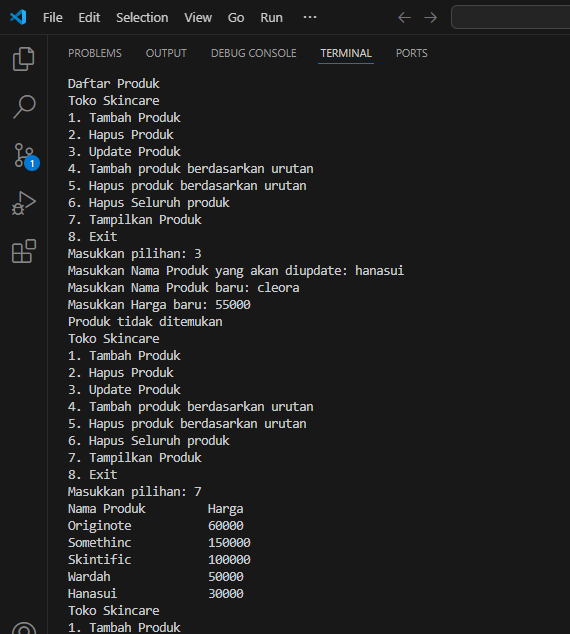 File Edit Selection View Go Run ...
PROBLEMS OUTPUT DEBUG CONSOLE TERMINAL PORTS
Daftar Produk
Toko Skincare
1. Tambah Produk
2. Hapus Produk
3. Update Produk
4. Tambah produk berdasarkan urutan
5. Hapus produk berdasarkan urutan
6. Hapus Seluruh produk
7. Tampilkan Produk
8. Exit
Masukkan pilihan: 3
Masukkan Nama Produk yang akan diupdate: hanasui
Masukkan Nama Produk baru: cleora
Masukkan Harga baru: 55000
Produk tidak ditemukan
Toko Skincare
1. Tambah Produk
2. Hapus Produk
3. Update Produk
4. Tambah produk berdasarkan urutan
5. Hapus produk berdasarkan urutan
6. Hapus Seluruh produk
7. Tampilkan Produk
8. Exit
Masukkan pilihan: 7
Nama Produk Harga
Originote 60000
Somethinc 150000
Skintific 100000
Wardah 50000
Hanasui 30000
Toko Skincare
1. Tambah Produk
1